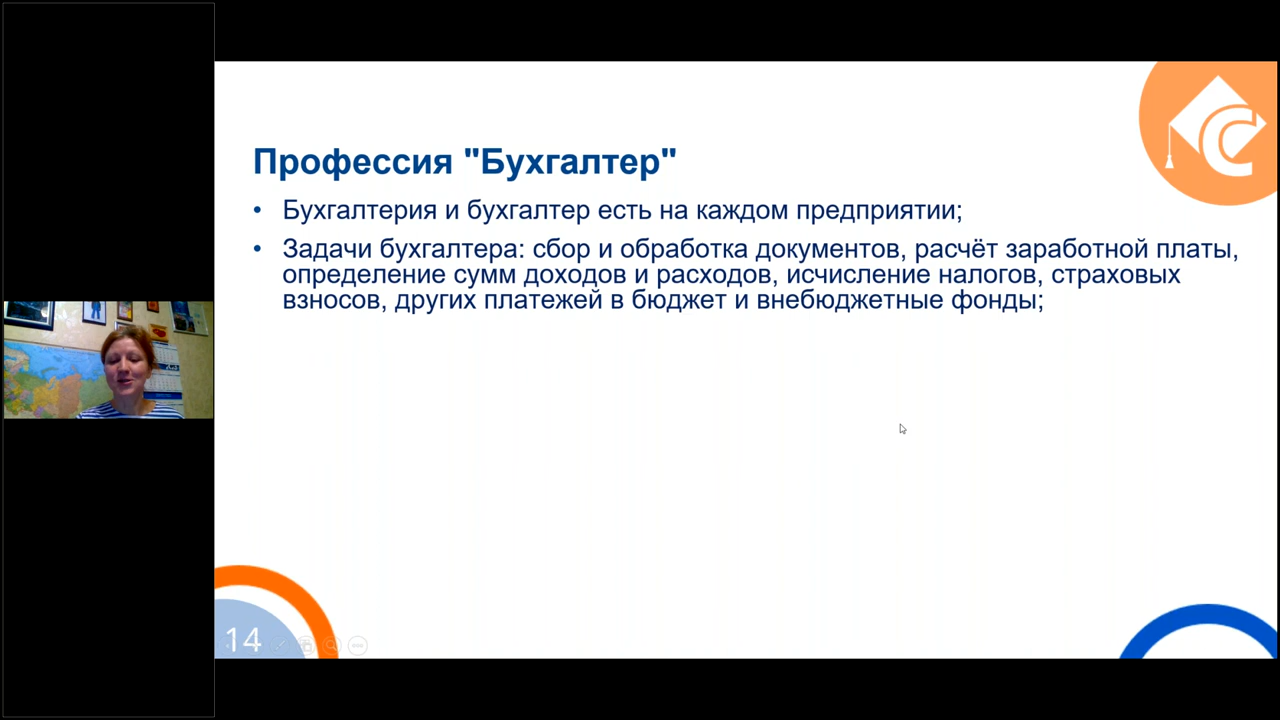 Профессия "Бухгалтер"
• Бухгалтерия и бухгалтер есть на каждом предприятии;
• Задачи бухгалтера: сбор и обработка документов, расчёт заработной платы,
определение сумм доходов и расходов, исчисление налогов, страховых
взносов, других платежей в бюджет и внебюджетные фонды;
14